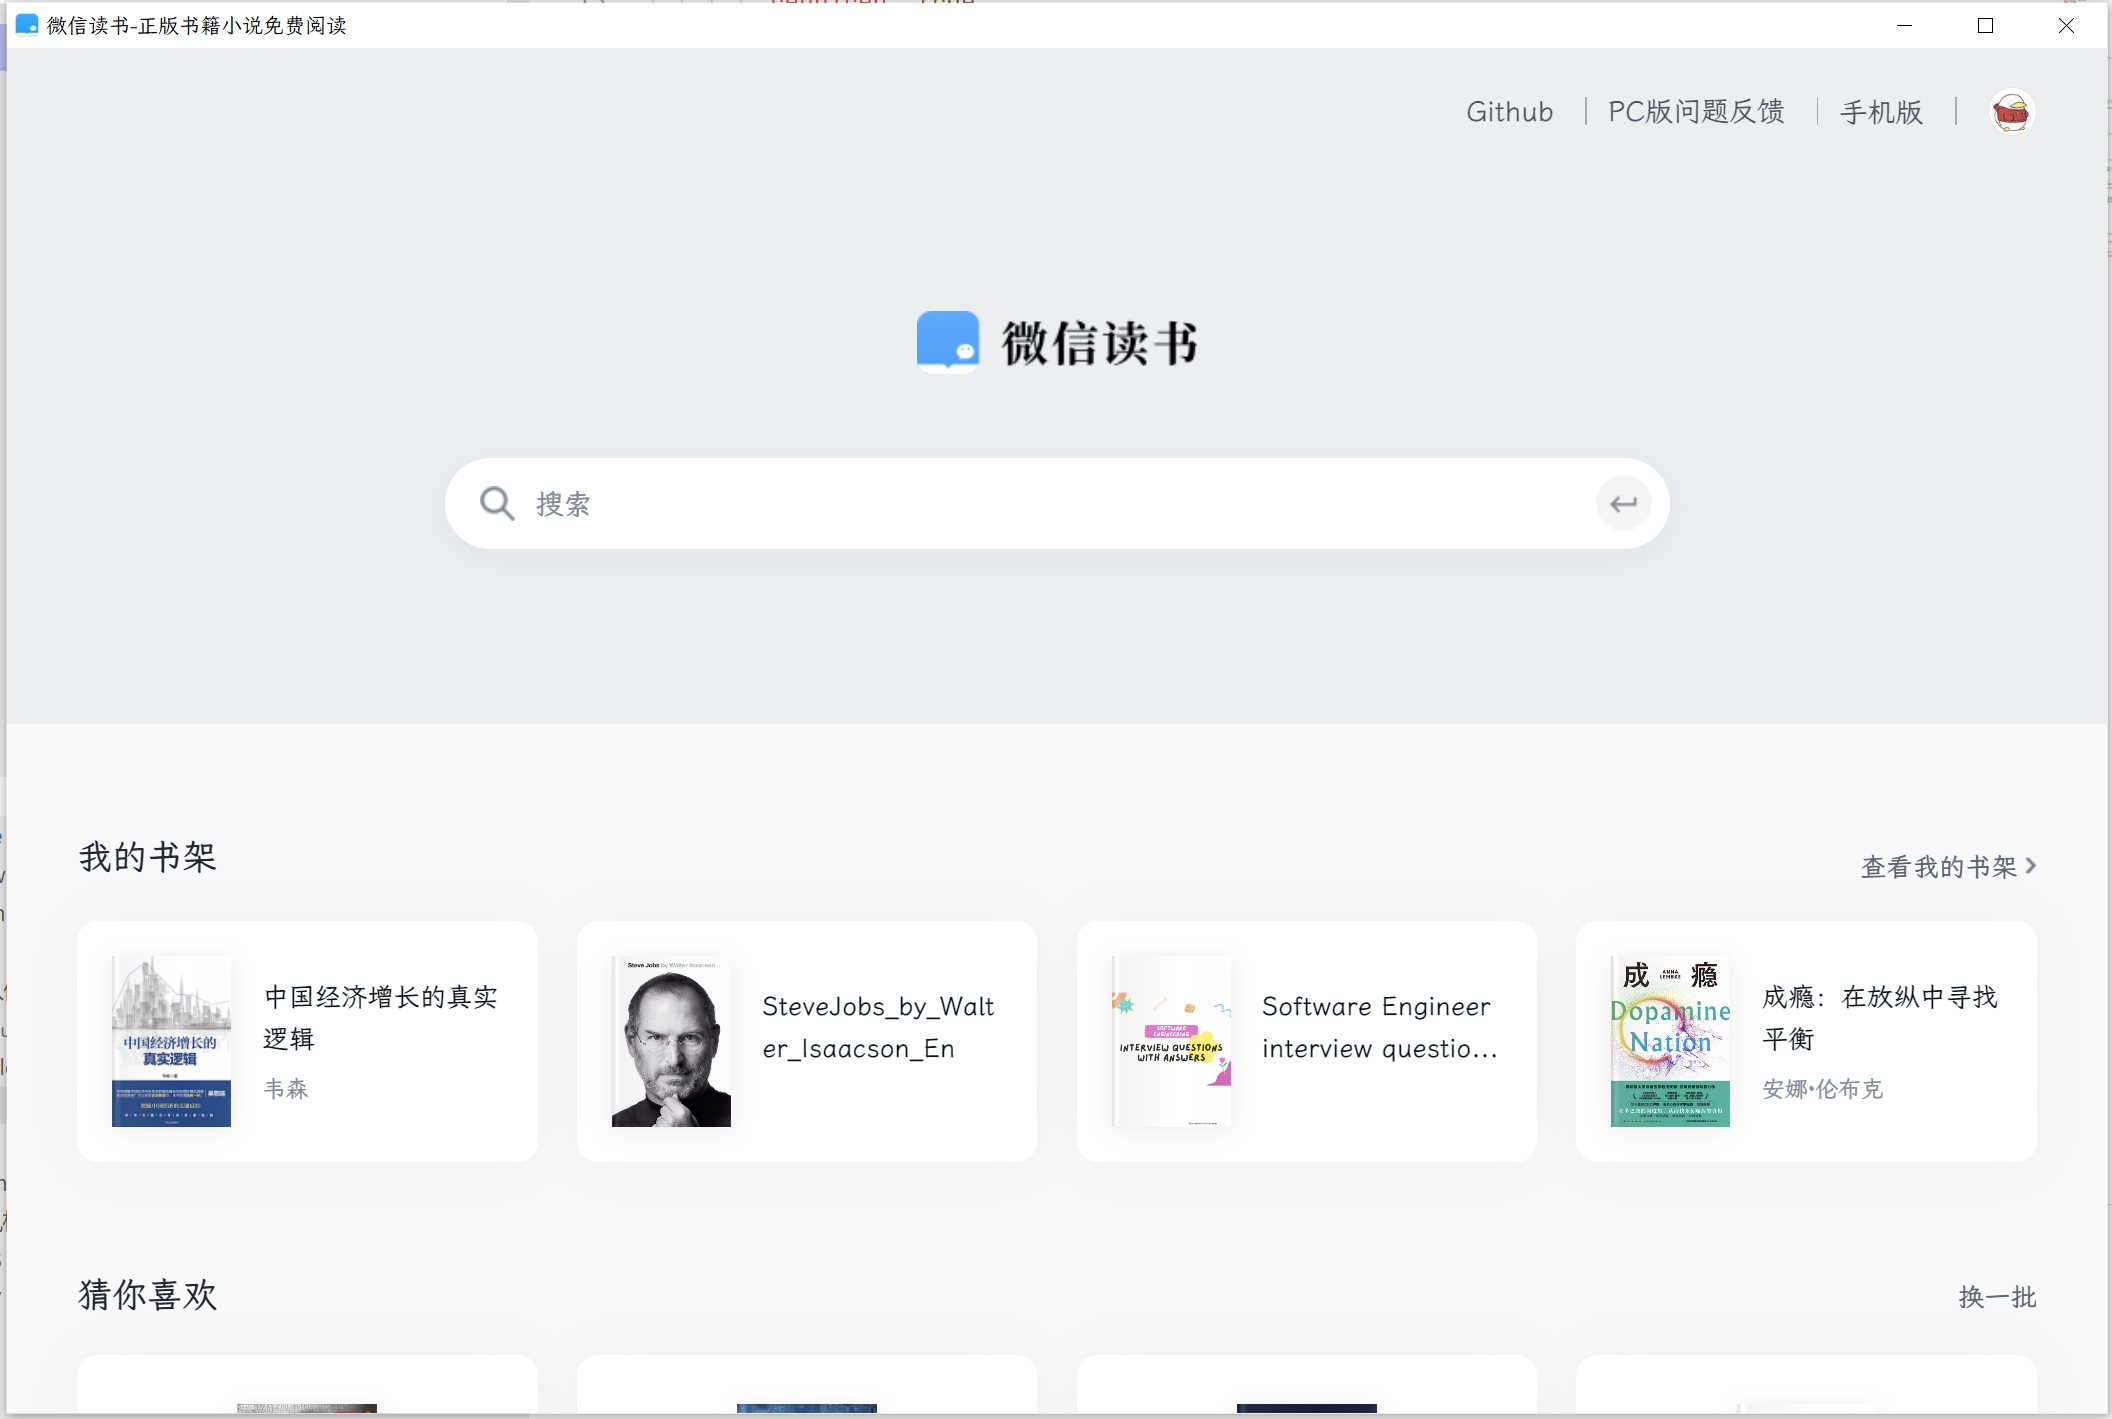 微信读书-正版书籍小说免费阅读
Github
PC版问题反馈
手机版
微信读书
搜索
我的书架
查看我的书架
中国经济增长的
真实逻辑
中国经济增长的真实
逻辑
韦森
Steve Jobs by Walter Isaacson
SteveJobs_by_Walt
er_Isaacson_En
SOFTWARE
ENGINEERING
INTERVIEW QUESTIONS
WITH ANSWERS
Software Engineer
interview questio...
成瘾
ANNA
LEMBKE
Dopamine
Nation
成瘾：在放纵中寻找
平衡
安娜·伦布克
猜你喜欢
换一批